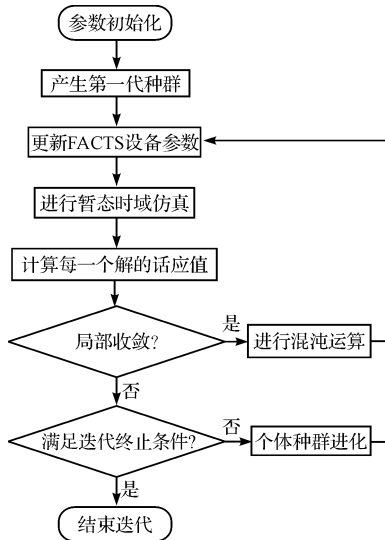 参数初始化
产生第一代种群
更新FACTS设备参数
进行暂态时域仿真
计算每一个解的话应值
局部收敛?
是
进行混沌运算
否
满足迭代终止条件?
否
个体种群进化
是
结束迭代